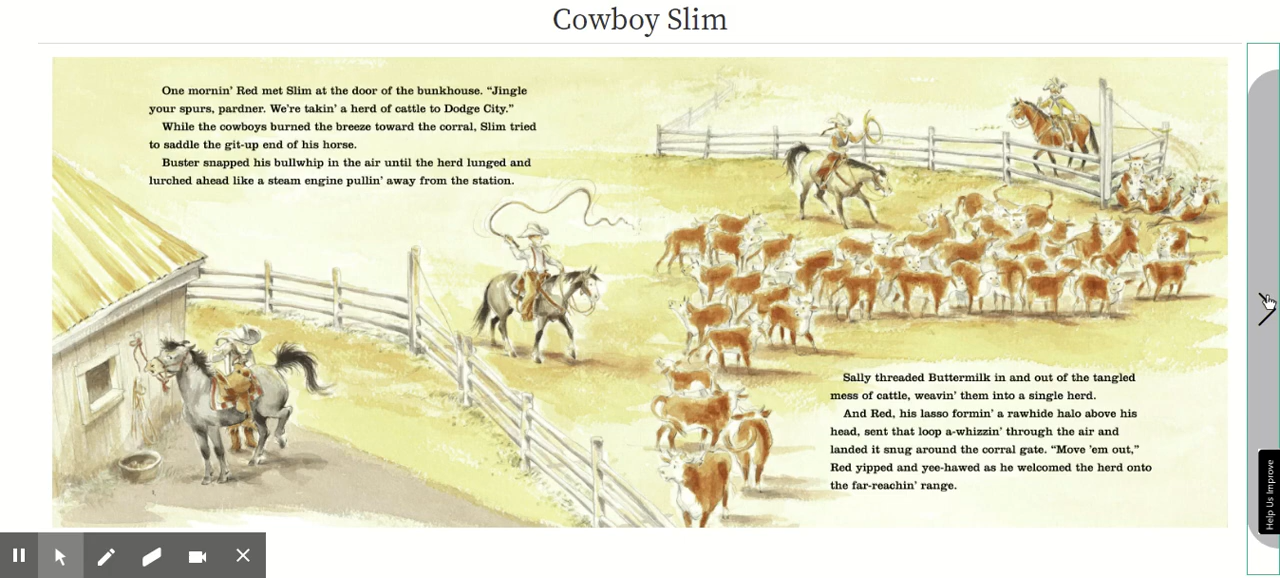 Cowboy Slim
One mornin’ Red met Slim at the door of the bunkhouse. “Jingle
your spurs, pardner. We’re takin’ a herd of cattle to Dodge City.”
While the cowboys burned the breeze toward the corral, Slim tried
to saddle the git-up end of his horse.
Buster snapped his bullwhip in the air until the herd lunged and
lurched ahead like a steam engine pullin’ away from the station.
Sally threaded Buttermilk in and out of the tangled
mess of cattle, weavin’ them into a single herd.
And Red, his lasso formin’ a rawhide halo above his
head, sent that loop a-whizzin’ through the air and
landed it snug around the corral gate. “Move ’em out,”
Red yipped and yee-hawed as he welcomed the herd onto
the far-reachin’ range.
Help Us Improve